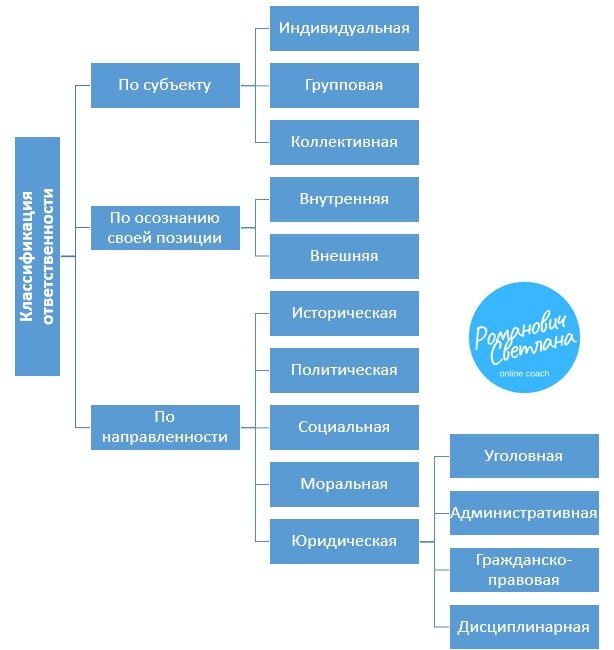 Классификация
ответственности
По субъекту
Индивидуальная
Групповая
Коллективная
По осознанию
своей позиции
Внутренняя
Внешняя
По
направленности
Историческая
Политическая
Социальная
Моральная
Юридическая
Уголовная
Административная
Гражданско-
правовая
Дисциплинарная
Романович
Светлана
online coach